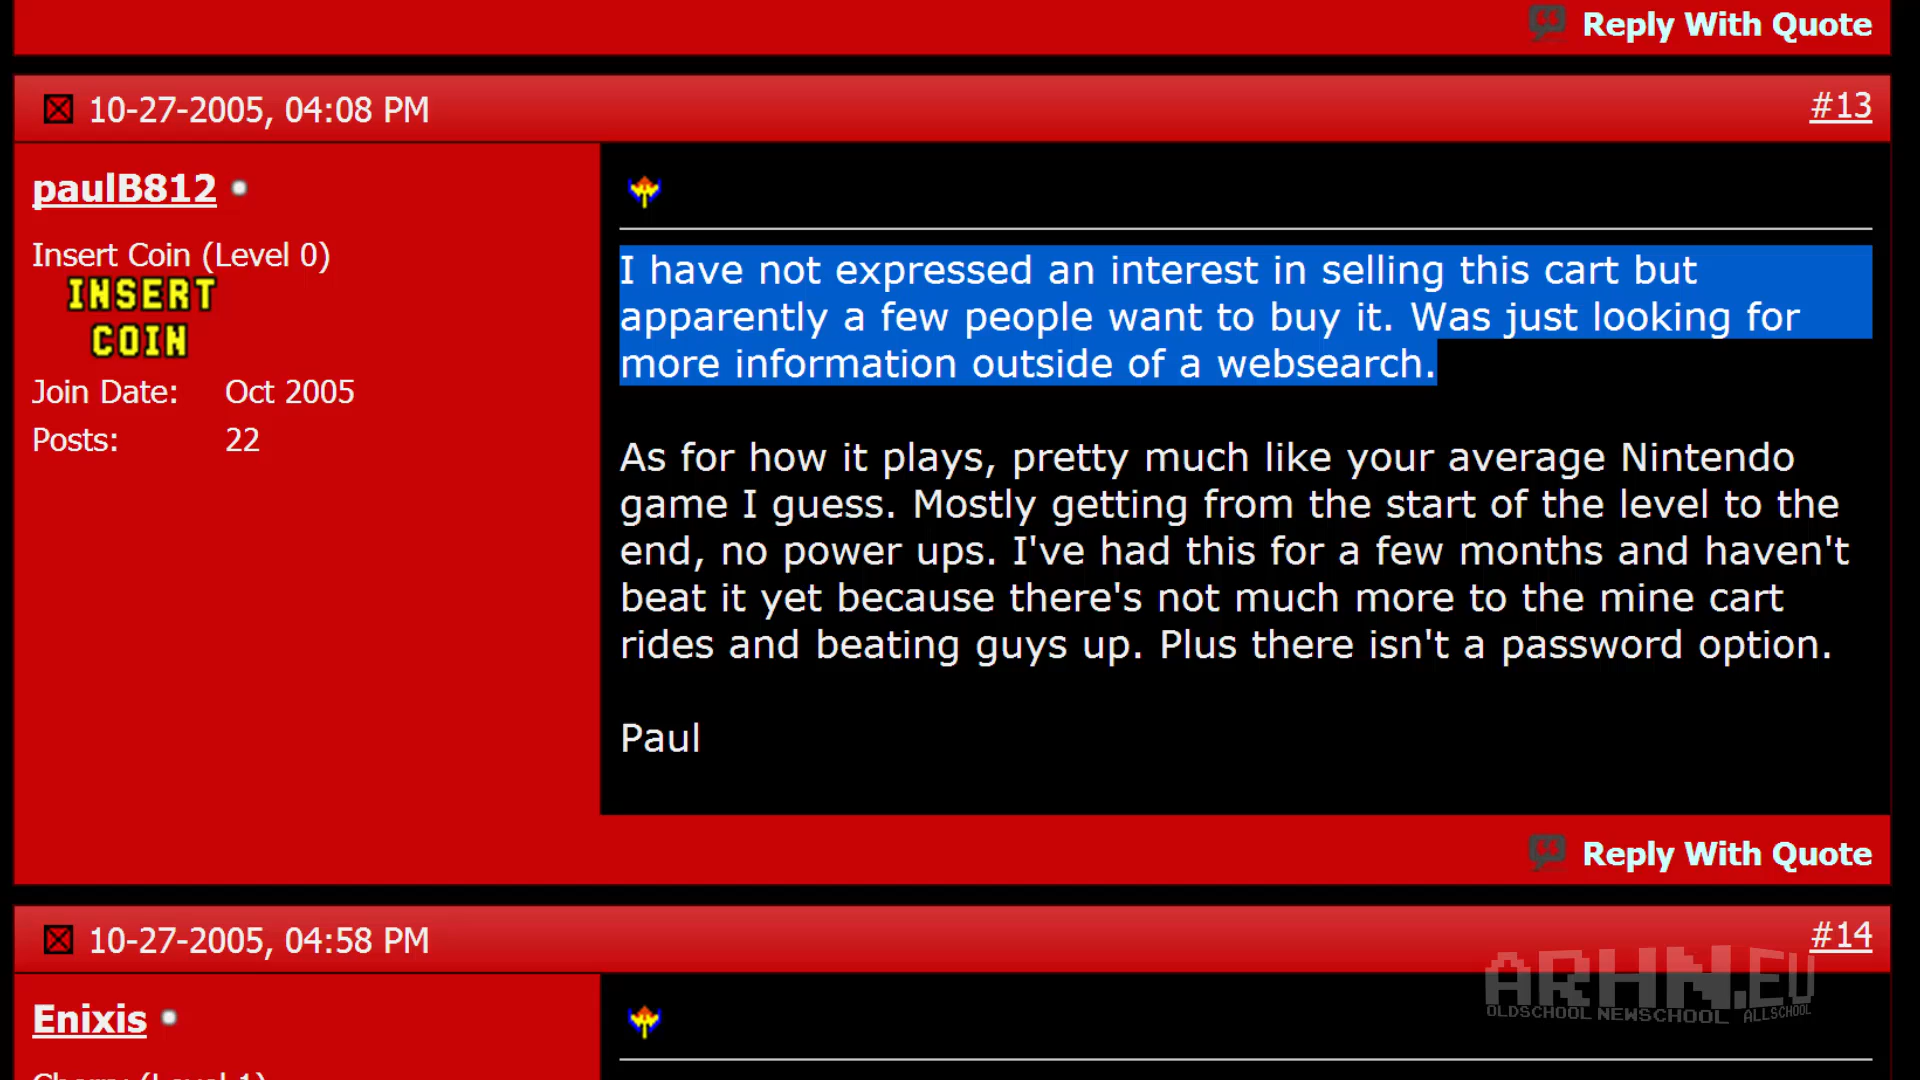 Reply With Quote
10-27-2005, 04:08 PM
#13
paulB812
Insert Coin (Level 0)
INSERT
COIN
Join Date: Oct 2005
Posts: 22
I have not expressed an interest in selling this cart but
apparently a few people want to buy it. Was just looking for
more information outside of a websearch.
As for how it plays, pretty much like your average Nintendo
game I guess. Mostly getting from the start of the level to the
end, no power ups. I've had this for a few months and haven't
beat it yet because there's not much more to the mine cart
rides and beating guys up. Plus there isn't a password option.
Paul
Reply With Quote
10-27-2005, 04:58 PM
#14
Enixis
Cherry (Level 1)
ARHN.EU
OLDSCHOOL NEWSCHOOL ALLSCHOOL